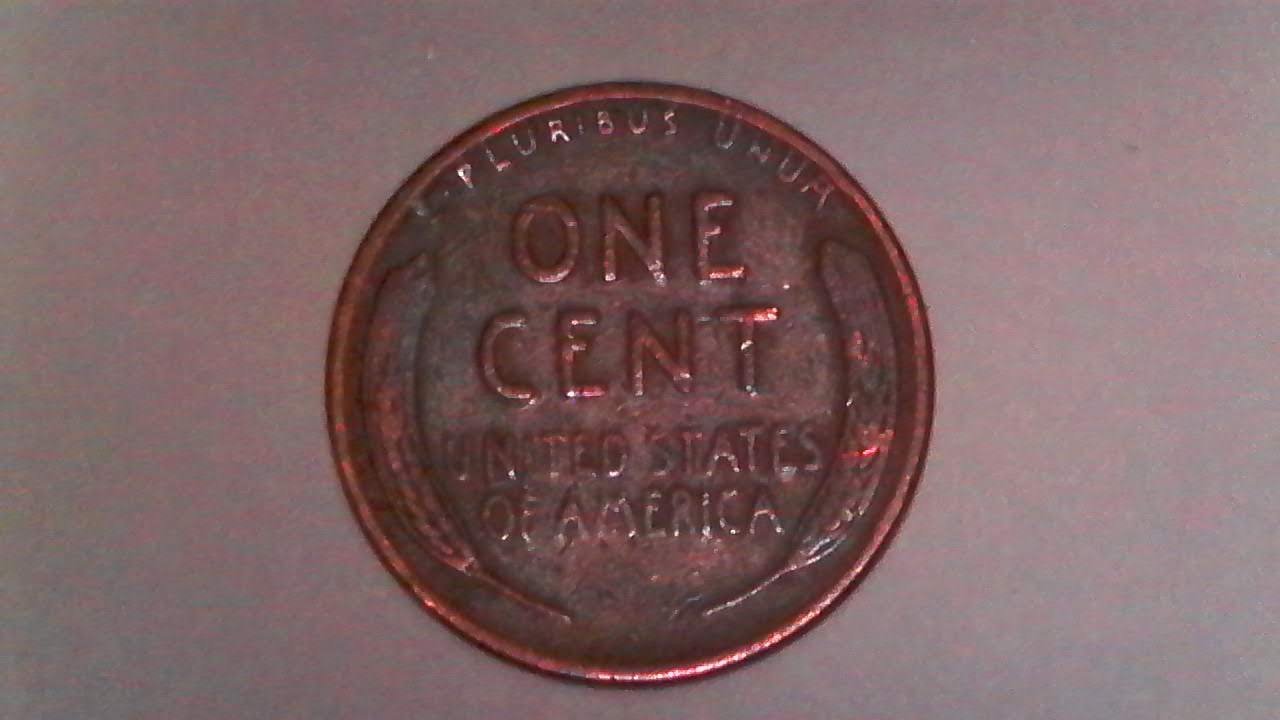 E PLURIBUS UNUM
ONE
CENT
UNITED STATES
OF AMERICA